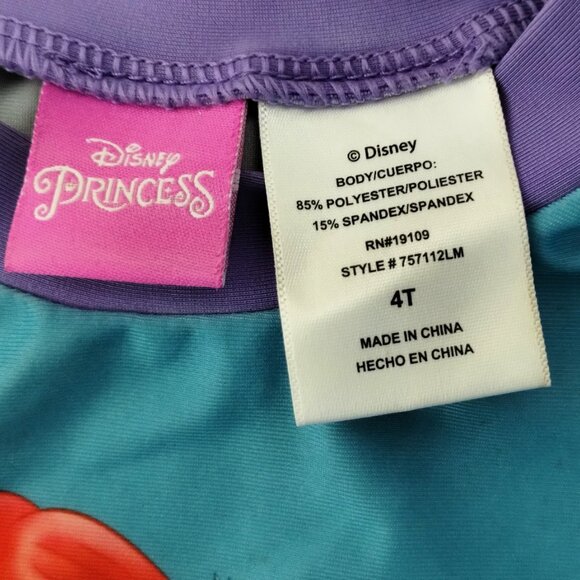 Disney
PRINCESS
© Disney
BODY/CUERPO:
85% POLYESTER/POLIESTER
15% SPANDEX/SPANDEX
RN#19109
STYLE # 757112LM
4T
MADE IN CHINA
HECHO EN CHINA